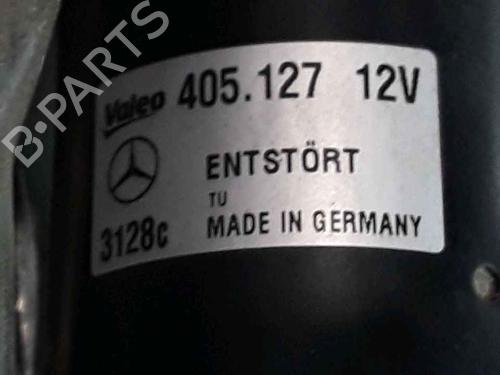 B-PARTS
Valeo 405.127 12V
ENTSTÖRT
TU
3128c MADE IN GERMANY